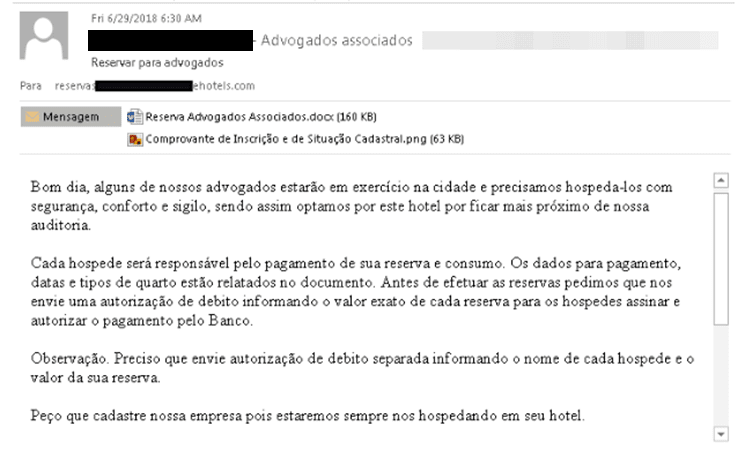 Fri 6/29/2018 6:30 AM
- Advogados associados
Reservar para advogados
Para reservas ehotels.com
Mensagem Reserva Advogados Associados.docx (160 KB)
Comprovante de Inscrição e de Situação Cadastral.png (63 KB)
Bom dia, alguns de nossos advogados estarão em exercício na cidade e precisamos hospeda-los com
segurança, conforto e sigilo, sendo assim optamos por este hotel por ficar mais próximo de nossa
auditoria.
Cada hospede será responsável pelo pagamento de sua reserva e consumo. Os dados para pagamento,
datas e tipos de quarto estão relatados no documento. Antes de efetuar as reservas pedimos que nos
envie uma autorização de debito informando o valor exato de cada reserva para os hospedes assinar e
autorizar o pagamento pelo Banco.
Observação. Preciso que envie autorização de debito separada informando o nome de cada hospede e o
valor da sua reserva.
Peço que cadastre nossa empresa pois estaremos sempre nos hospedando em seu hotel.